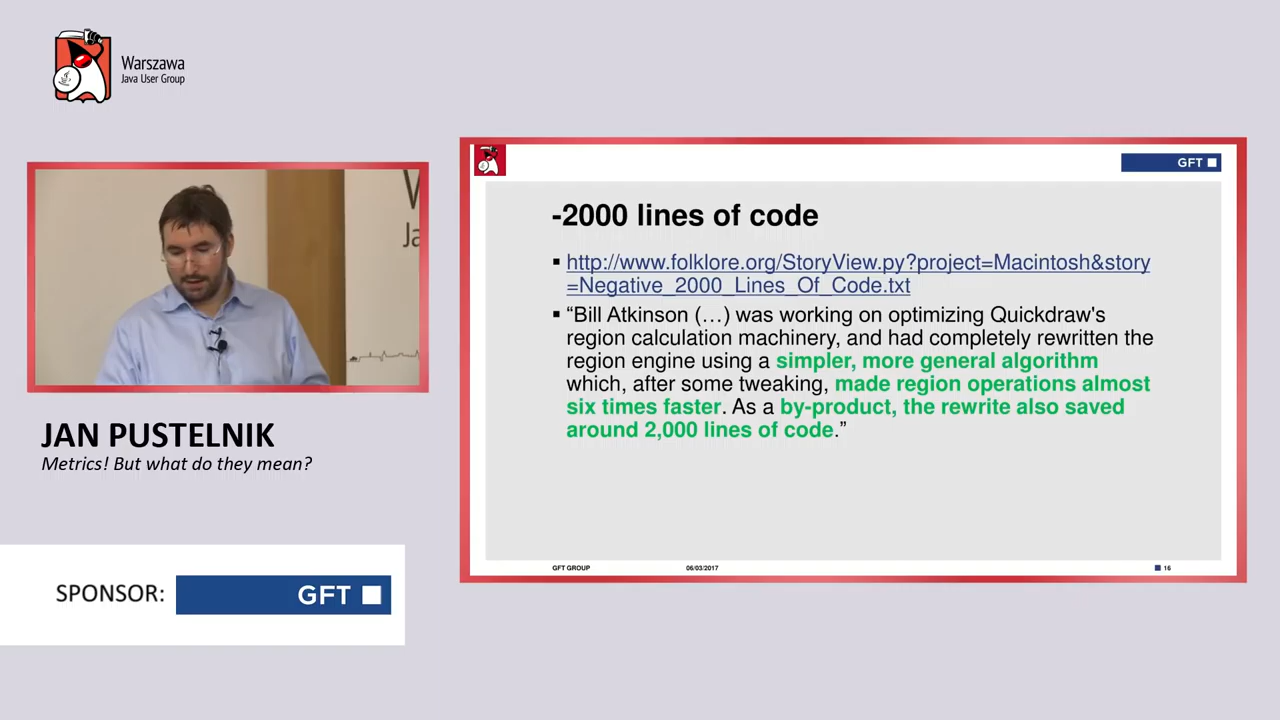 Warszawa
Java User Group
GFT
-2000 lines of code
▪ http://www.folklore.org/StoryView.py?project=Macintosh&story
=Negative_2000_Lines_Of_Code.txt
▪ “Bill Atkinson (…) was working on optimizing Quickdraw's
region calculation machinery, and had completely rewritten the
region engine using a simpler, more general algorithm
which, after some tweaking, made region operations almost
six times faster. As a by-product, the rewrite also saved
around 2,000 lines of code.”
GFT GROUP
06/03/2017
16
JAN PUSTELNIK
Metrics! But what do they mean?
SPONSOR:
GFT